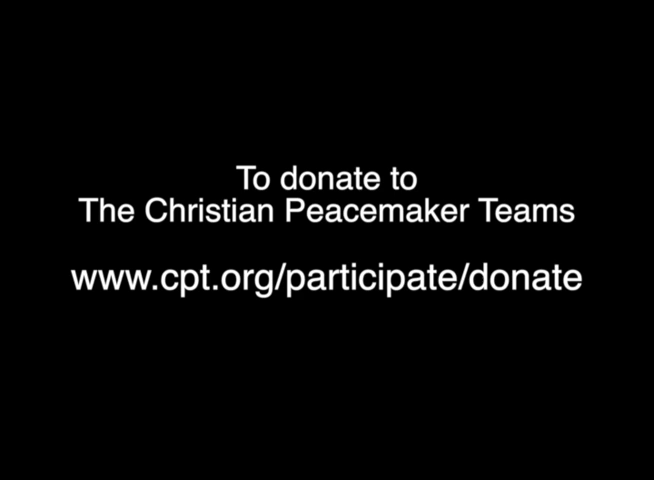 To donate to
The Christian Peacemaker Teams
www.cpt.org/participate/donate